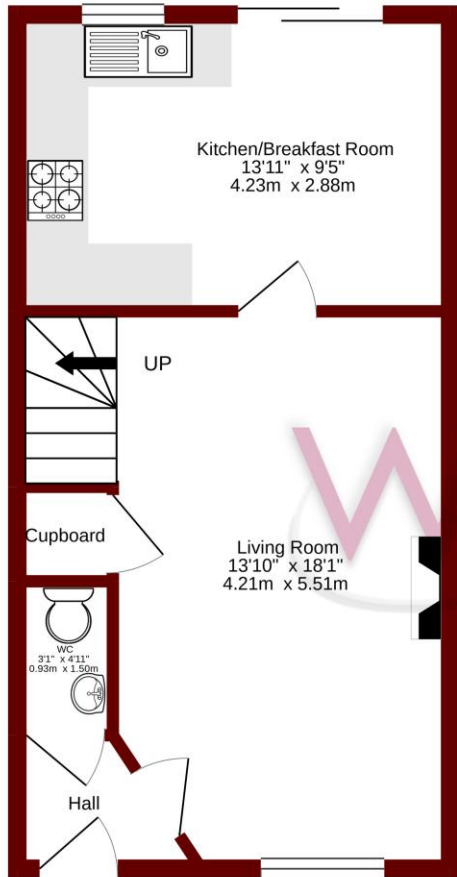 Kitchen/Breakfast Room
13'11" x 9'5"
4.23m x 2.88m
UP
Cupboard
Living Room
13'10" x 18'1"
4.21m x 5.51m
WC
3'1" x 4'11"
0.93m x 1.50m
Hall
W